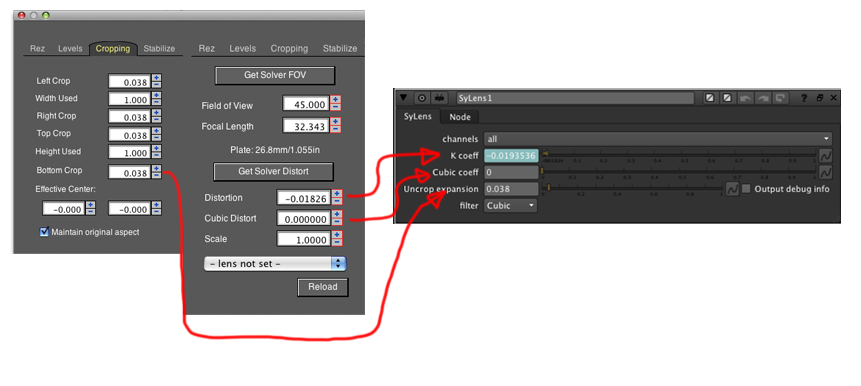 Rez Levels Cropping Stabilize
Left Crop 0.038
Width Used 1.000
Right Crop 0.038
Top Crop 0.038
Height Used 1.000
Bottom Crop 0.038
Effective Center:
-0.000 -0.000
Maintain original aspect
Rez Levels Cropping Stabilize
Get Solver FOV
Field of View 45.000
Focal Length 32.343
Plate: 26.8mm/1.055in
Get Solver Distort
Distortion -0.01826
Cubic Distort 0.000000
Scale 1.0000
- lens not set -
Reload
SyLens1
SyLens Node
channels all
K coeff -0.0193536
Cubic coeff 0
Uncrop expansion 0.038 Output debug info
filter Cubic